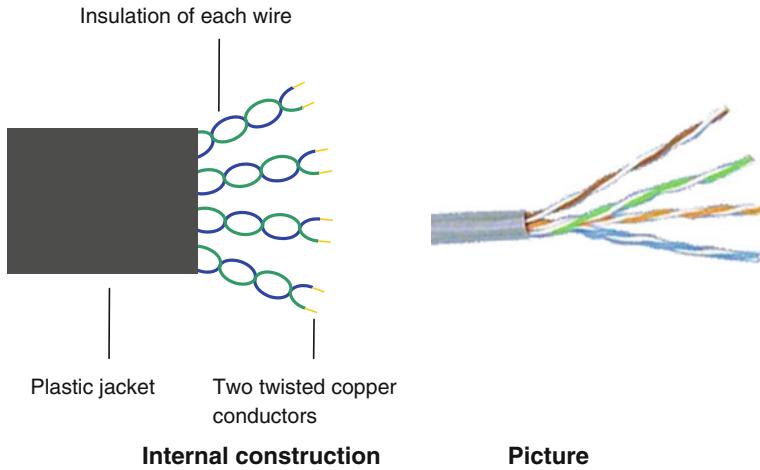 Insulation of each wire
Plastic jacket
Two twisted copper
conductors
Internal construction
Picture